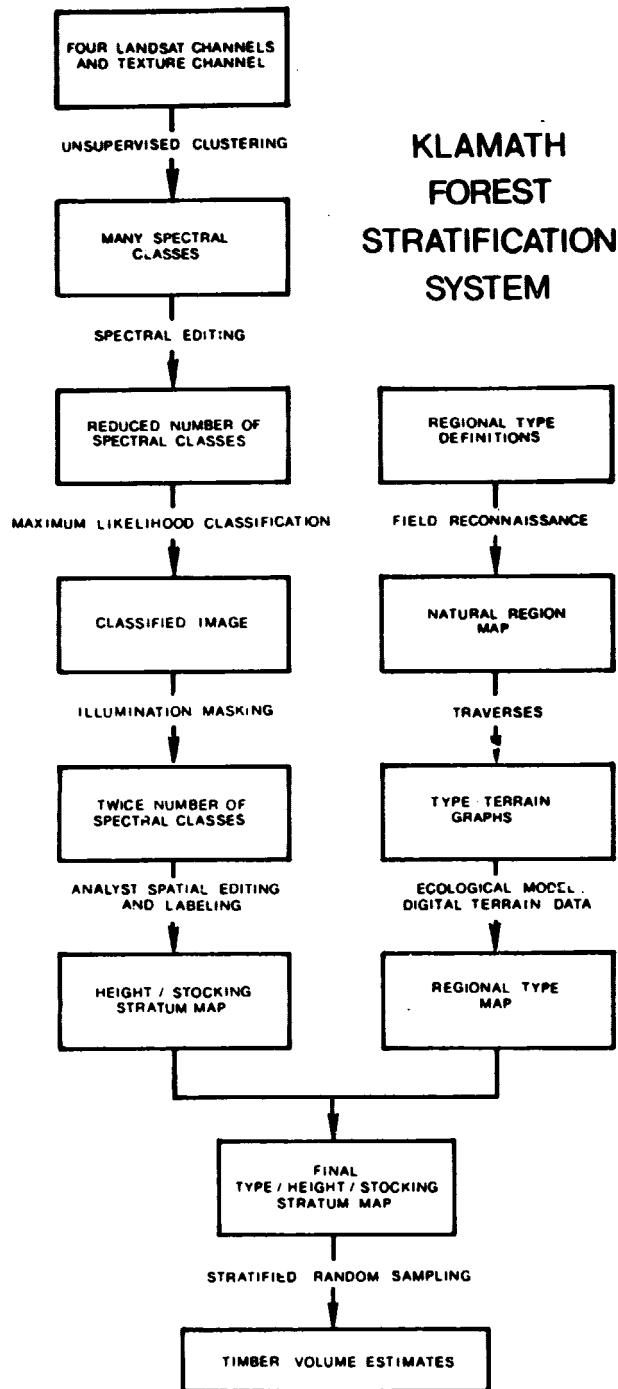 FOUR LANDSAT CHANNELS
AND TEXTURE CHANNEL
UNSUPERVISED CLUSTERING
MANY SPECTRAL
CLASSES
SPECTRAL EDITING
REDUCED NUMBER OF
SPECTRAL CLASSES
MAXIMUM LIKELIHOOD CLASSIFICATION
CLASSIFIED IMAGE
ILLUMINATION MASKING
TWICE NUMBER OF
SPECTRAL CLASSES
ANALYST SPATIAL EDITING
AND LABELING
HEIGHT / STOCKING
STRATUM MAP
KLAMATH
FOREST
STRATIFICATION
SYSTEM
REGIONAL TYPE
DEFINITIONS
FIELD RECONNAISSANCE
NATURAL REGION
MAP
TRAVERSES
TYPE-TERRAIN
GRAPHS
ECOLOGICAL MODEL,
DIGITAL TERRAIN DATA
REGIONAL TYPE
MAP
FINAL
TYPE / HEIGHT / STOCKING
STRATUM MAP
STRATIFIED RANDOM SAMPLING
TIMBER VOLUME ESTIMATES